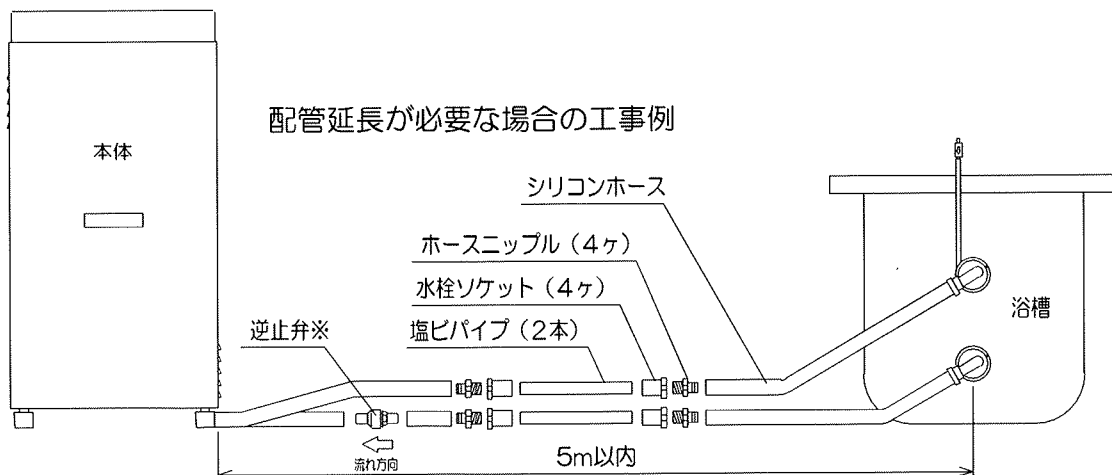 配管延長が必要な場合の工事例
本体
シリコンホース
ホースニップル（4ヶ）
水栓ソケット（4ヶ）
逆止弁※
塩ビパイプ（2本）
浴槽
流れ方向
5m以内